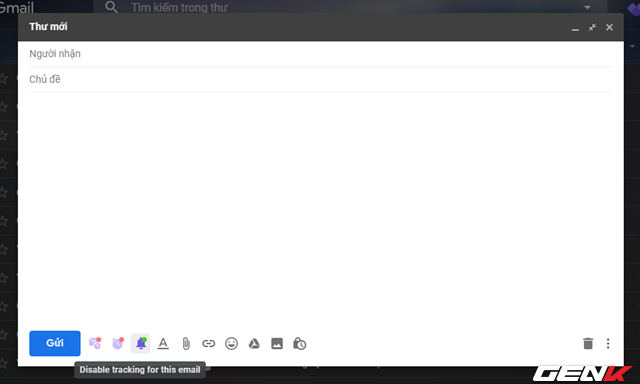 Gmail
Tìm kiếm trong thư
Thư mới
Người nhận
Chủ đề
Gửi
Disable tracking for this email
GENK